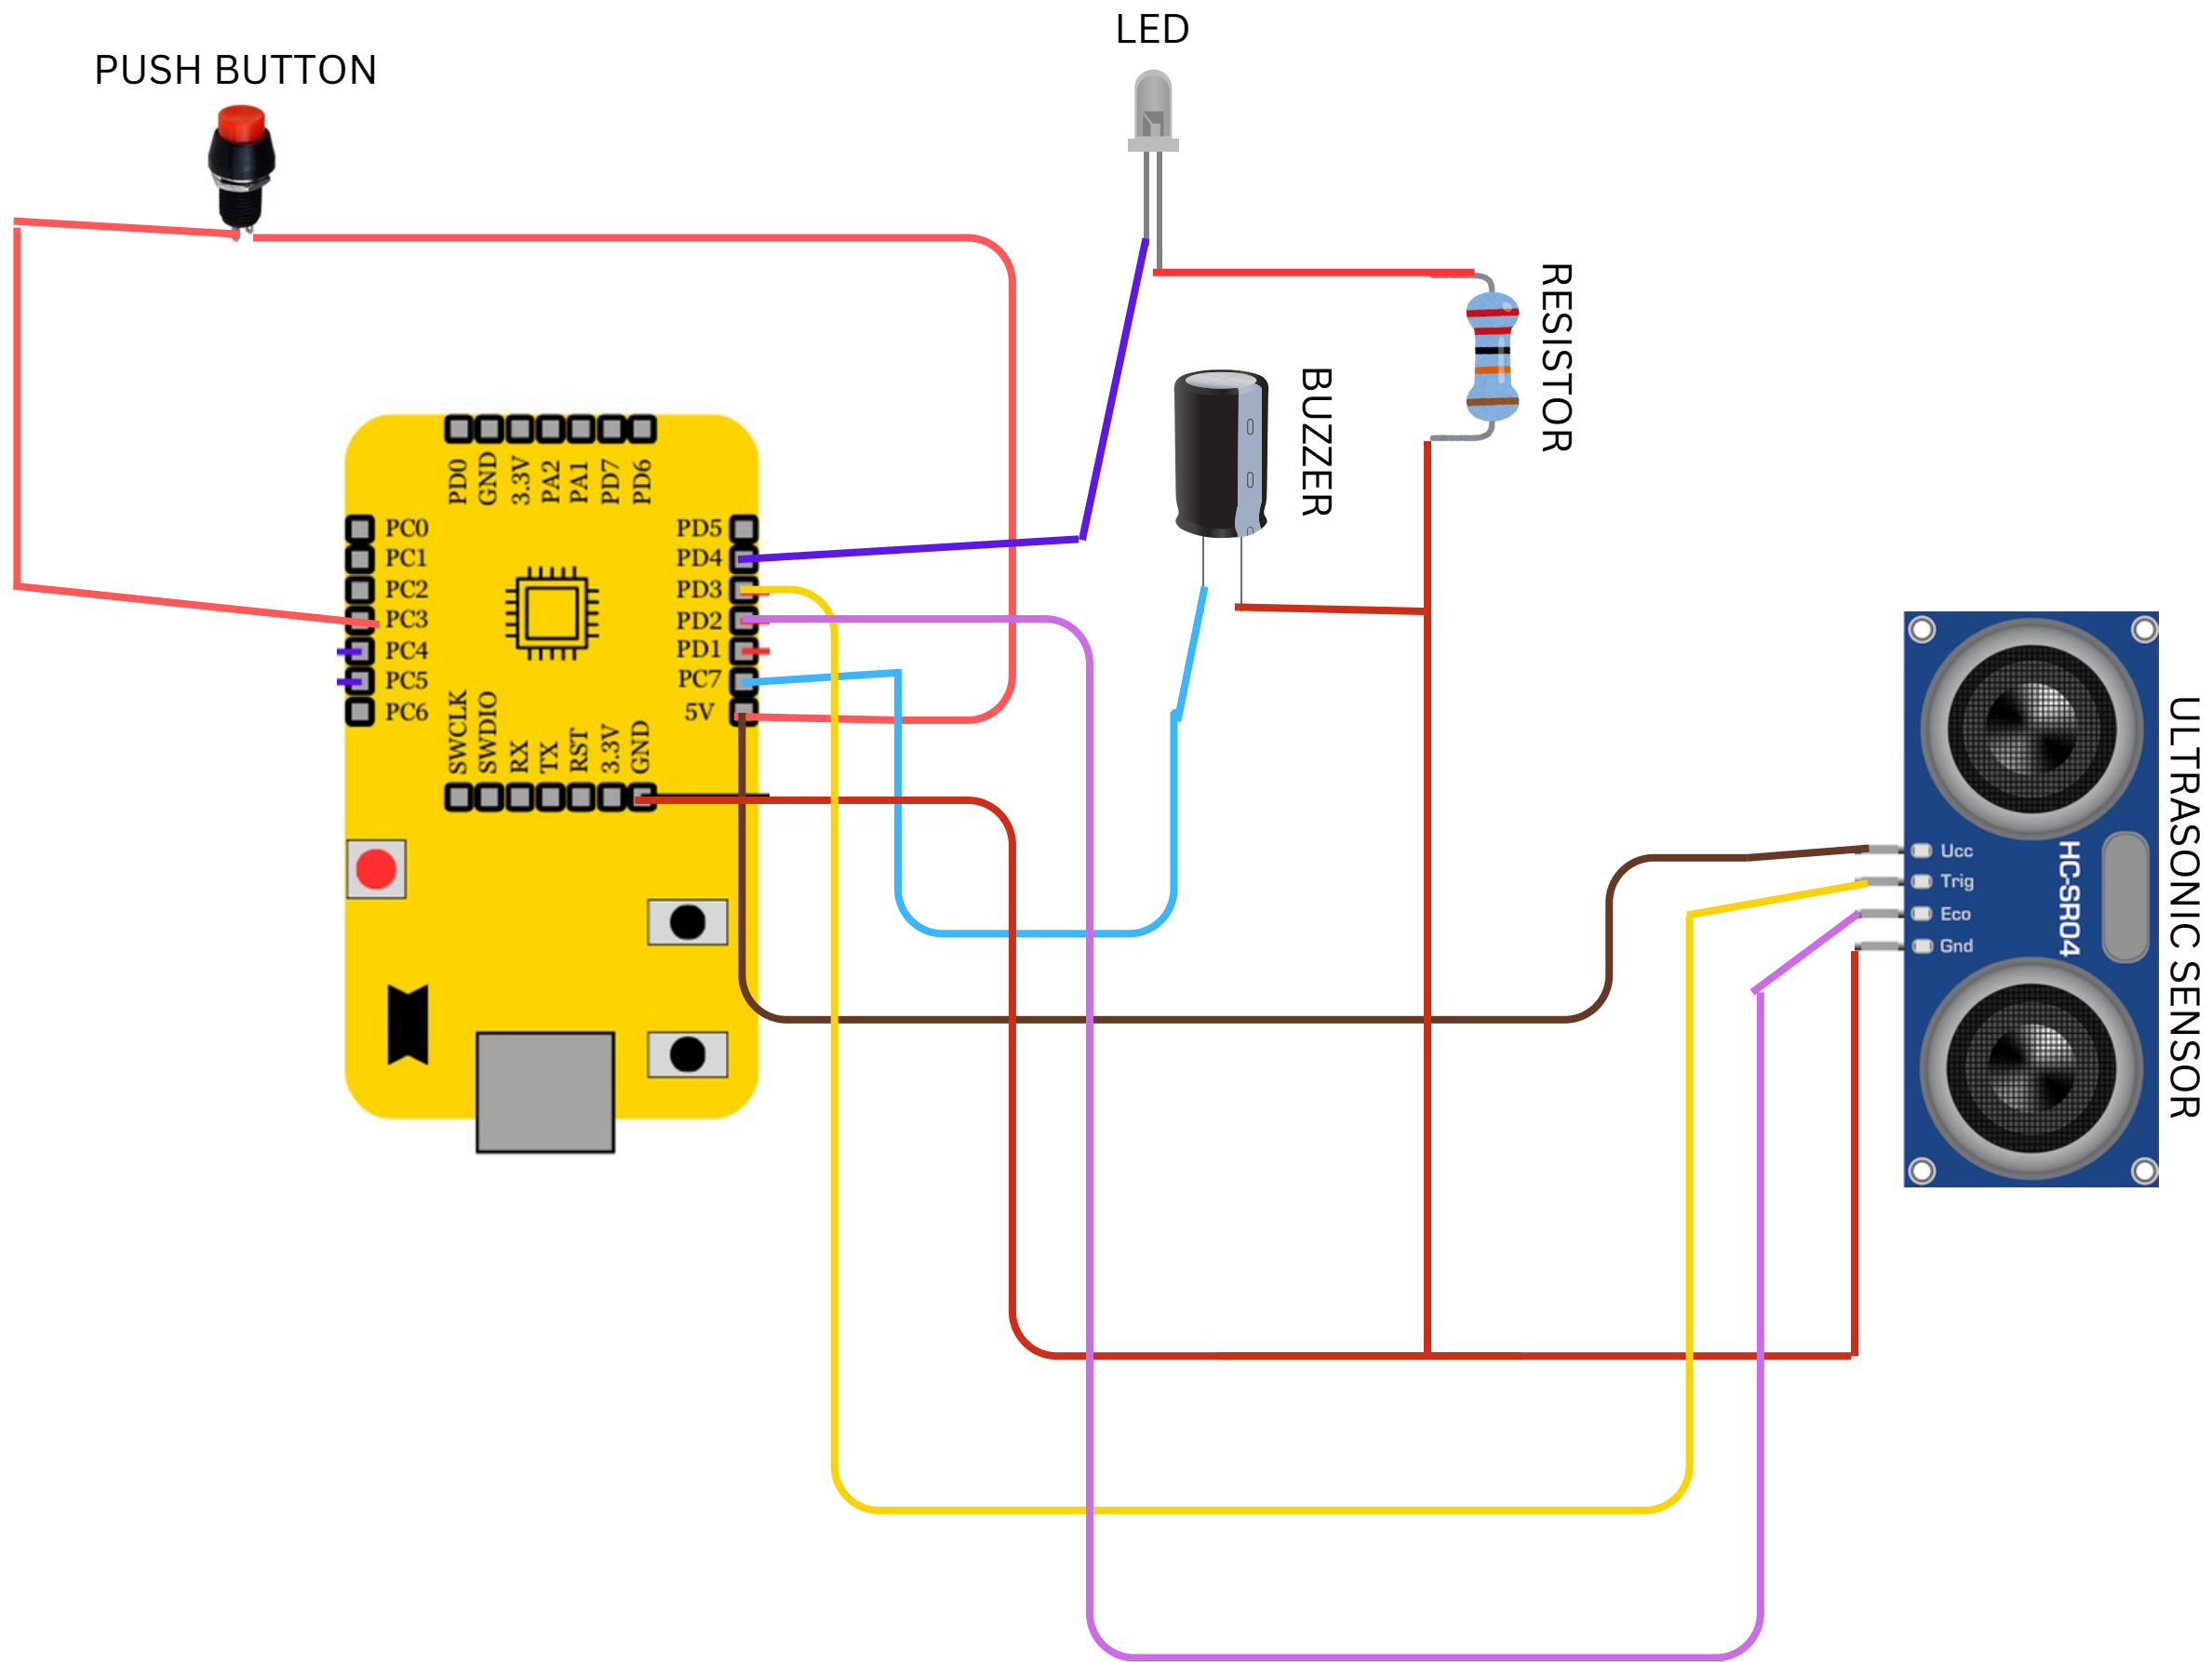 LED
PUSH BUTTON
RESISTOR
BUZZER
PD0
GND
3.3V
PA2
PA1
PD7
PD6
PC0
PC1
PC2
PC3
PC4
PC5
PC6
PD5
PD4
PD3
PD2
PD1
PC7
5V
SWCLK
SWDIO
RX
TX
RST
3.3V
GND
Ucc
Trig
Eco
Gnd
HC-SR04
ULTRASONIC SENSOR